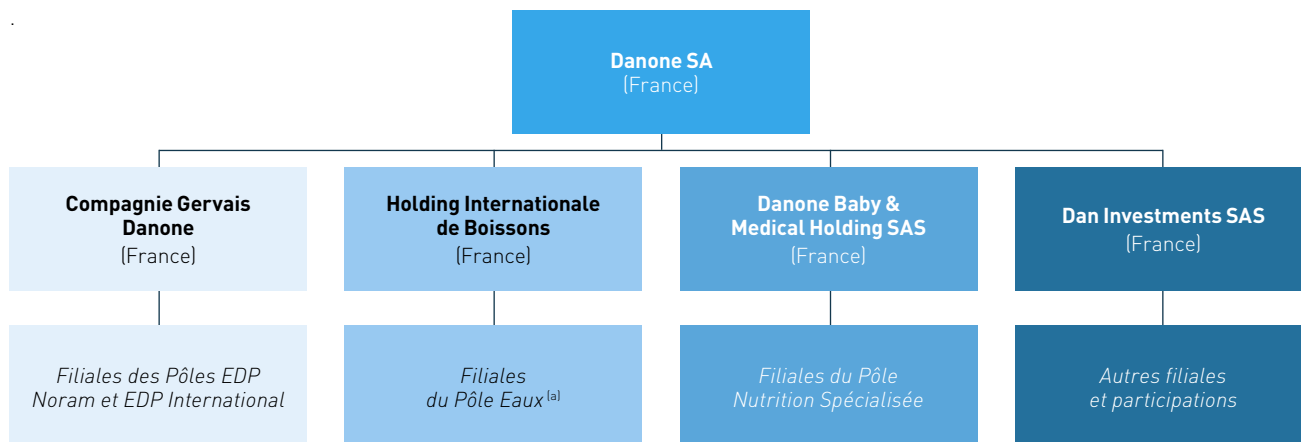 .
Danone SA
(France)
Compagnie Gervais
Danone
(France)
Holding Internationale
de Boissons
(France)
Danone Baby &
Medical Holding SAS
(France)
Dan Investments SAS
(France)
Filiales des Pôles EDP
Noram et EDP International
Filiales
du Pôle Eaux (a)
Filiales du Pôle
Nutrition Spécialisée
Autres filiales
et participations